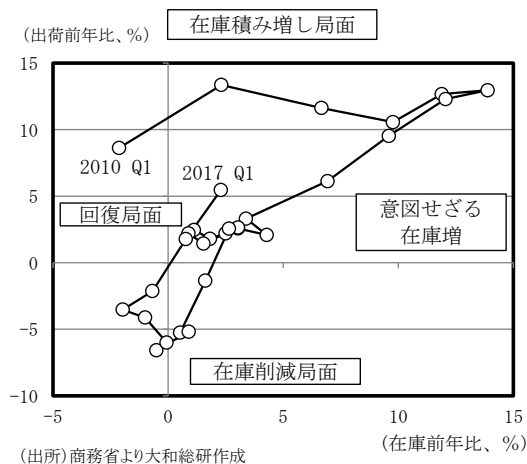 （出荷前年比、%）
在庫積み増し局面
15
10
5
0
-5
-10
2010 Q1
2017 Q1
回復局面
意図せざる
在庫増
在庫削減局面
-5
0
5
10
15
（在庫前年比、%）
（出所）商務省より大和総研作成